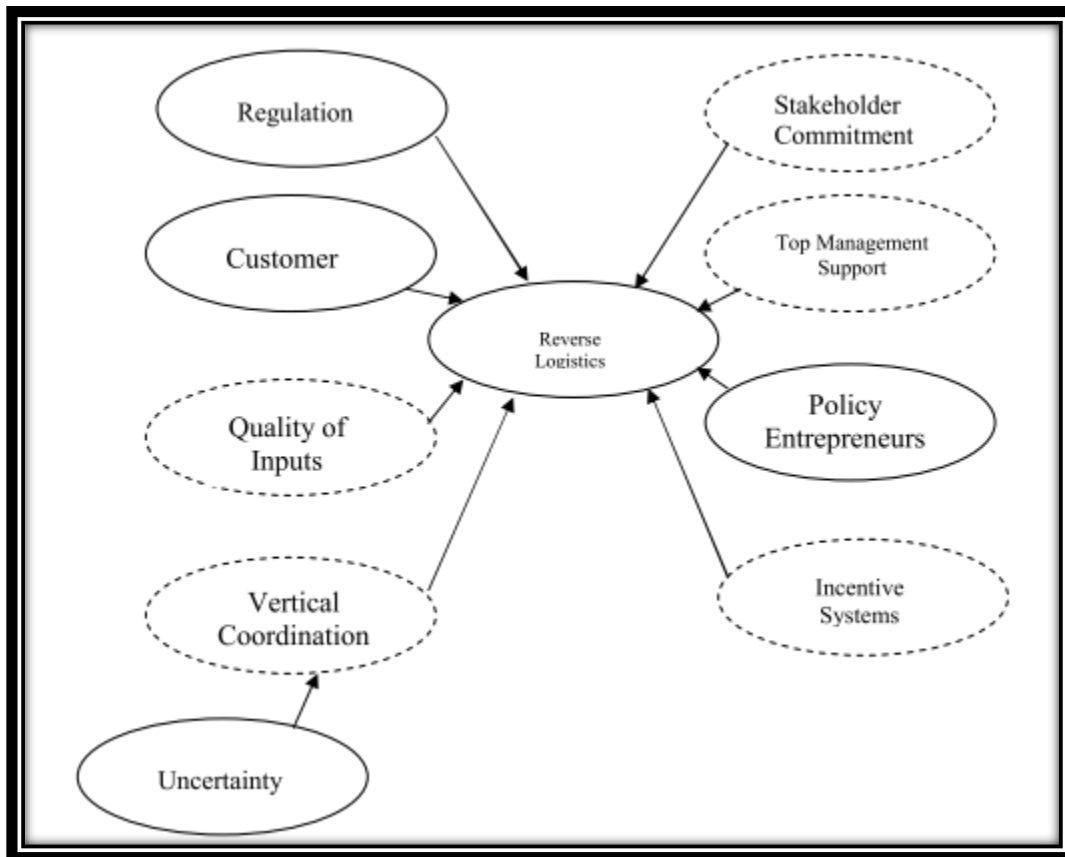 Regulation
Stakeholder
Commitment
Customer
Top Management
Support
Reverse
Logistics
Policy
Entrepreneurs
Quality of
Inputs
Incentive
Systems
Vertical
Coordination
Uncertainty